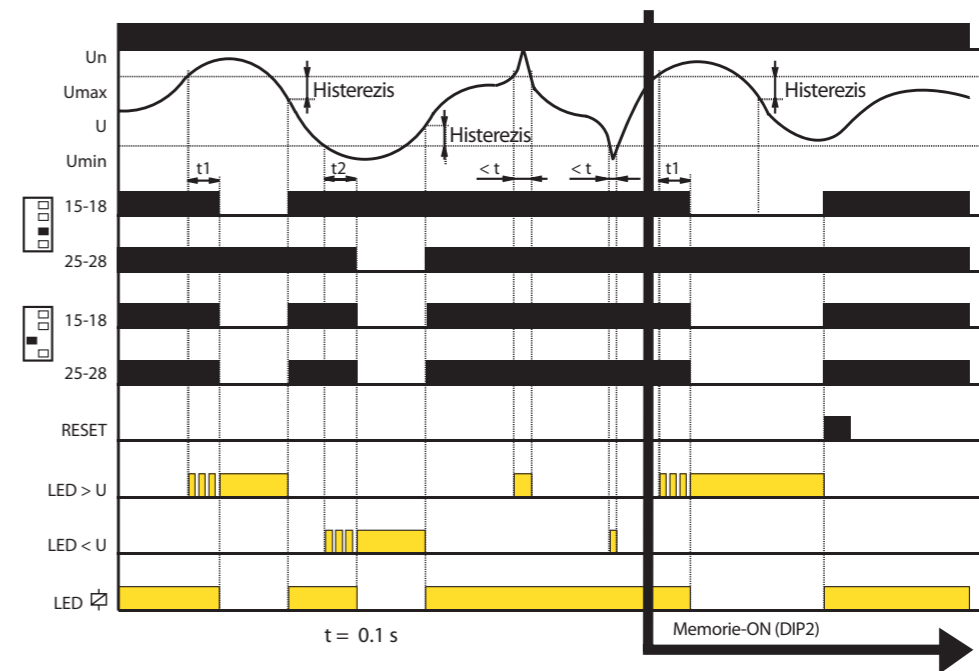 Un
Umax
Histerezis
Histerezis
U
Histerezis
Umin
t1
t2
< t
< t
t1
15-18
25-28
15-18
25-28
RESET
LED > U
LED < U
LED
t = 0.1 s
Memorie-ON (DIP2)